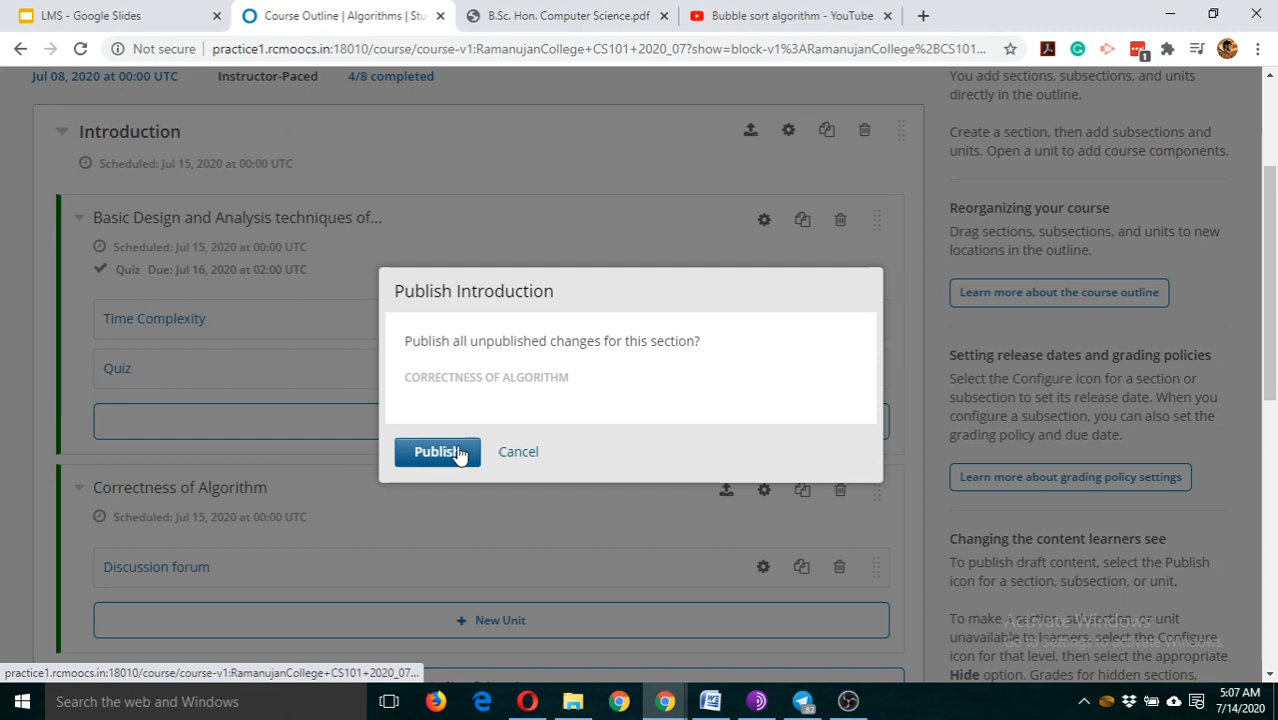 LMS - Google Slides
Course Outline | Algorithms | Stu
B.Sc. Hon. Computer Science.pdf
Bubble sort algorithm - YouTube
Not secure
practice1.rcmoocs.in:18010/course/course-v1:RamanujanCollege+CS101+2020_07?show=block-v1%3ARamanujanCollege%2BCS101...
1
Jul 08, 2020 at 00:00 UTC
Instructor-Paced
4/8 completed
Introduction
Scheduled: Jul 15, 2020 at 00:00 UTC
Basic Design and Analysis techniques of...
Scheduled: Jul 15, 2020 at 00:00 UTC
Quiz Due: Jul 16, 2020 at 02:00 UTC
Time Complexity
Quiz
Publish Introduction
Publish all unpublished changes for this section?
CORRECTNESS OF ALGORITHM
Publish
Cancel
Correctness of Algorithm
Scheduled: Jul 15, 2020 at 00:00 UTC
Discussion forum
+ New Unit
You add sections, subsections, and units
directly in the outline.
Create a section, then add subsections and
units. Open a unit to add course components.
Reorganizing your course
Drag sections, subsections, and units to new
locations in the outline.
Learn more about the course outline
Setting release dates and grading policies
Select the Configure icon for a section or
subsection to set its release date. When you
configure a subsection, you can also set the
grading policy and due date.
Learn more about grading policy settings
Changing the content learners see
To publish draft content, select the Publish
icon for a section, subsection, or unit.
To make a section, subsection, or unit
unavailable to learners, select the Configure
icon for that level, then select the appropriate
Hide option. Grades for hidden sections,
Activate Windows
Go to Settings to activate Windows.
practice1.rcmoocs.in:18010/course/course-v1:RamanujanCollege+CS101+2020_07...
Search the web and Windows
5:07 AM
7/14/2020